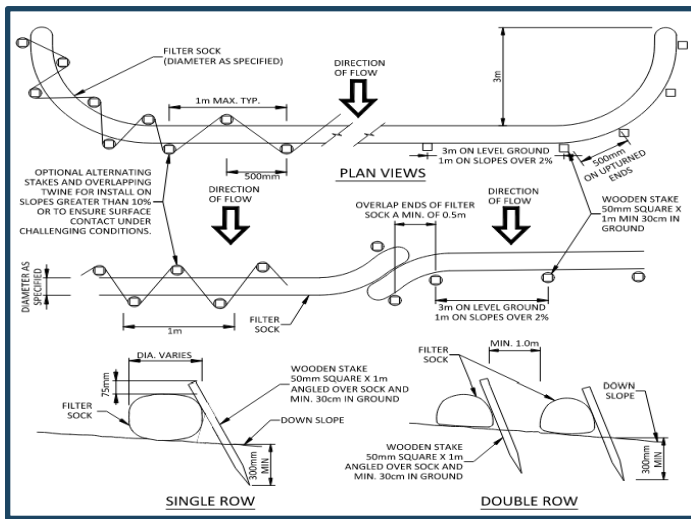 FILTER SOCK
(DIAMETER AS SPECIFIED)
DIRECTION
OF FLOW
1m MAX. TYP.
3m
500mm
PLAN VIEWS
3m ON LEVEL GROUND
1m ON SLOPES OVER 2%
500mm
ON UPTURNED
ENDS
OPTIONAL ALTERNATING
STAKES AND OVERLAPPING
TWINE FOR INSTALL ON
SLOPES GREATER THAN 10%
OR TO ENSURE SURFACE
CONTACT UNDER
CHALLENGING CONDITIONS.
DIRECTION
OF FLOW
OVERLAP ENDS OF FILTER
SOCK A MIN. OF 0.5m
DIRECTION
OF FLOW
WOODEN STAKE
50mm SQUARE X
1m MIN 30cm IN
GROUND
DIAMETER AS
SPECIFIED
1m
FILTER
SOCK
3m ON LEVEL GROUND
1m ON SLOPES OVER 2%
DIA. VARIES
75mm
FILTER
SOCK
WOODEN STAKE
50mm SQUARE X 1m
ANGLED OVER SOCK AND
MIN. 30cm IN GROUND
DOWN SLOPE
300mm
MIN
SINGLE ROW
MIN. 1.0m
FILTER
SOCK
DOWN
SLOPE
WOODEN STAKE
50mm SQUARE X 1m
ANGLED OVER SOCK AND
MIN. 30cm IN GROUND
300mm
MIN
DOUBLE ROW